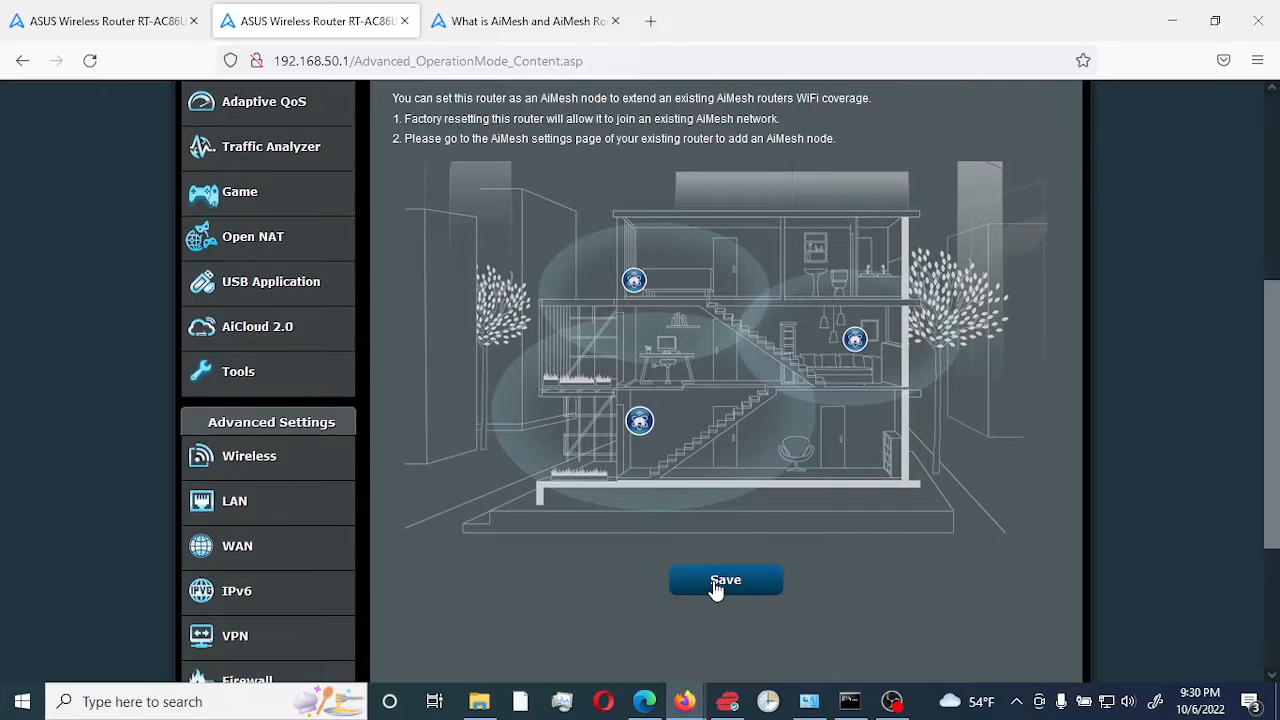 ASUS Wireless Router RT-AC86U
ASUS Wireless Router RT-AC86U
What is AiMesh and AiMesh Ro
192.168.50.1/Advanced_OperationMode_Content.asp
Adaptive QoS
Traffic Analyzer
Game
Open NAT
USB Application
AiCloud 2.0
Tools
Advanced Settings
Wireless
LAN
WAN
IPv6
VPN
Firewall
You can set this router as an AiMesh node to extend an existing AiMesh routers WiFi coverage.
1. Factory resetting this router will allow it to join an existing AiMesh network.
2. Please go to the AiMesh settings page of your existing router to add an AiMesh node.
Save
Type here to search
54°F
9:30 PM
10/6/2022
3